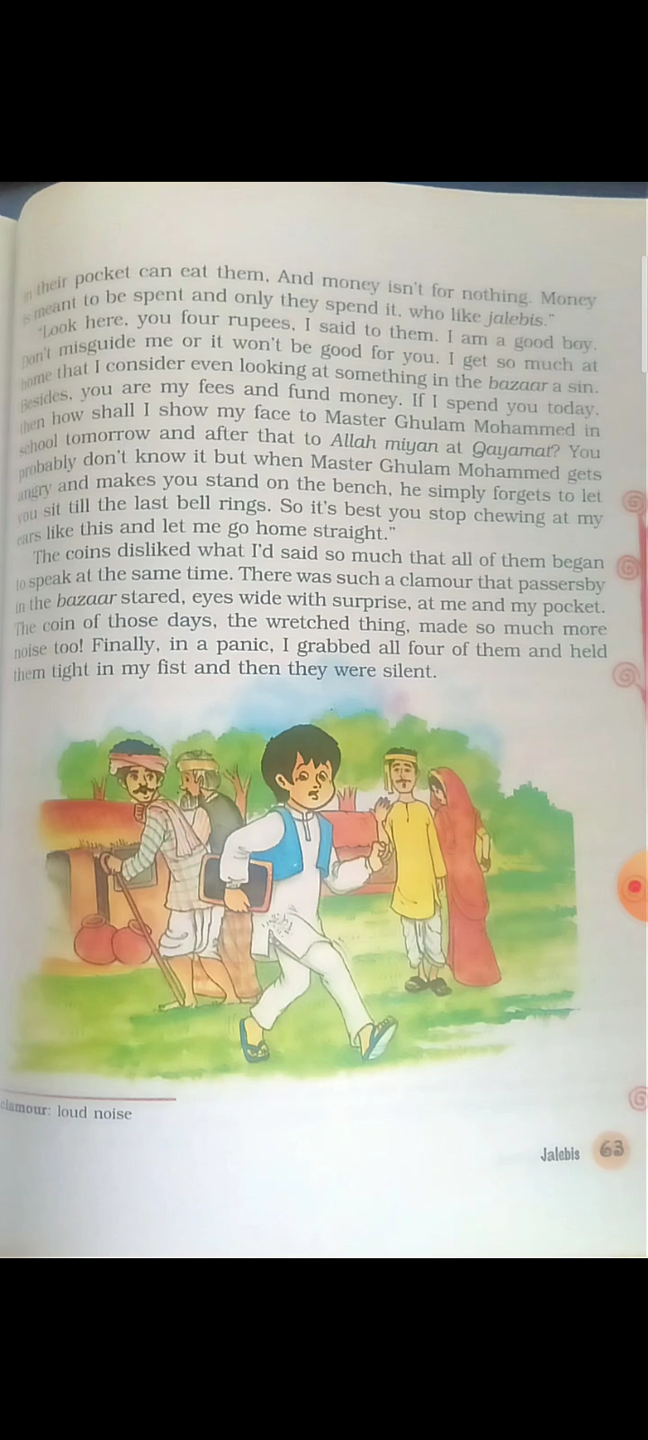 in their pocket can eat them, And money isn't for nothing. Money
is meant to be spent and only they spend it, who like jalebis."
"Look here, you four rupees, I said to them. I am a good boy.
Don't misguide me or it won't be good for you. I get so much at
home that I consider even looking at something in the bazaar a sin.
Besides, you are my fees and fund money. If I spend you today,
then how shall I show my face to Master Ghulam Mohammed in
school tomorrow and after that to Allah miyan at Qayamat? You
probably don't know it but when Master Ghulam Mohammed gets
angry and makes you stand on the bench, he simply forgets to let
you sit till the last bell rings. So it's best you stop chewing at my
ears like this and let me go home straight."
The coins disliked what I'd said so much that all of them began
to speak at the same time. There was such a clamour that passersby
in the bazaar stared, eyes wide with surprise, at me and my pocket.
The coin of those days, the wretched thing, made so much more
noise too! Finally, in a panic, I grabbed all four of them and held
them tight in my fist and then they were silent.
clamour: loud noise
Jalebis 63